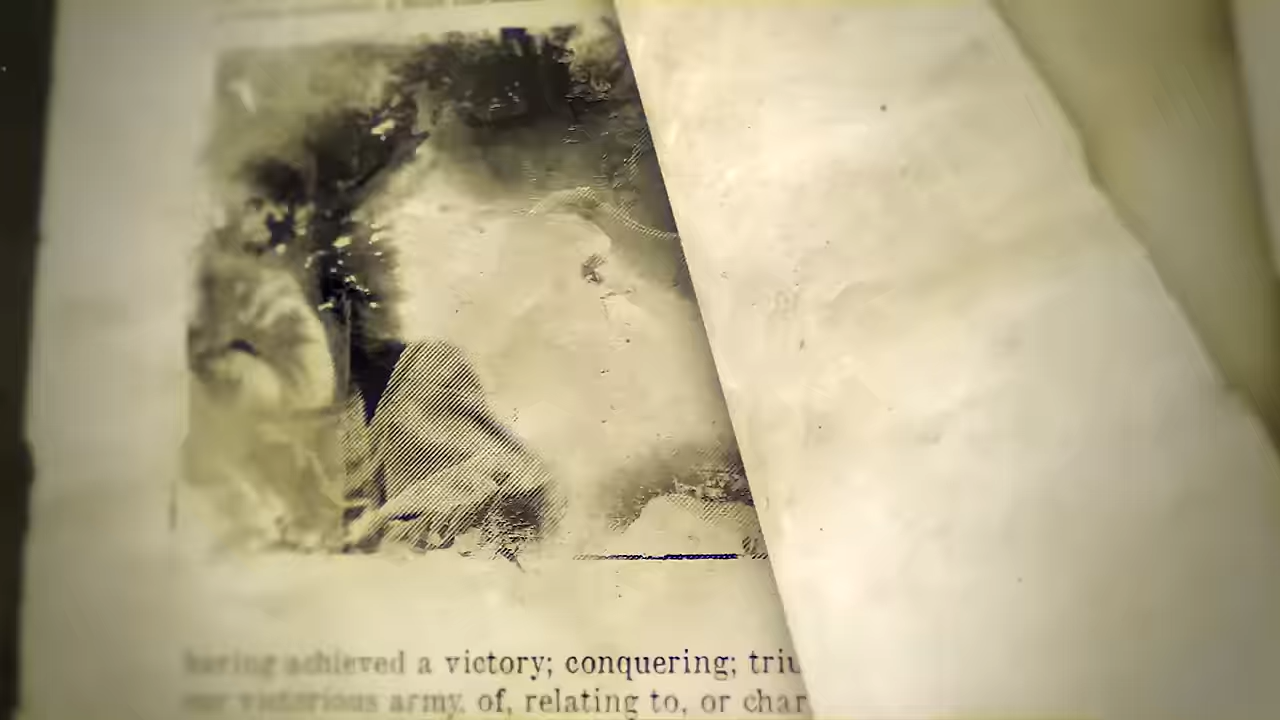 having achieved a victory; conquering; triu
our victorious army. of, relating to, or char